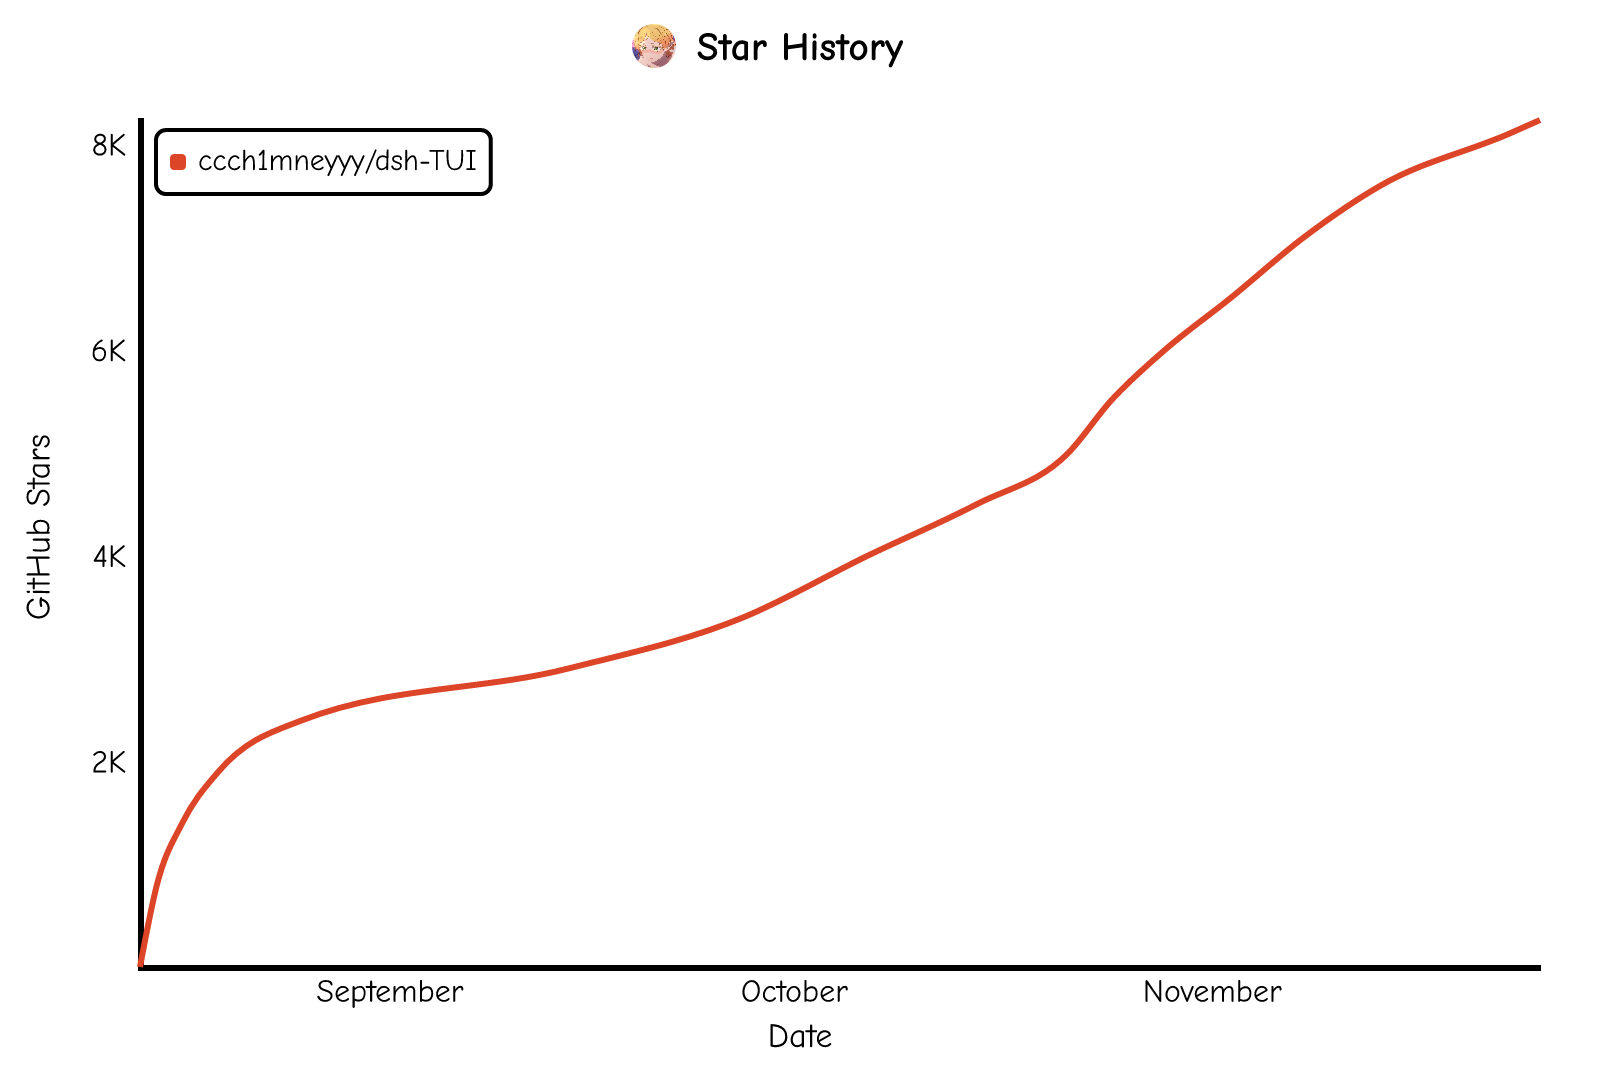 Star History
ccch1mneyyy/dsh-TUI
8K
6K
4K
2K
GitHub Stars
September
October
November
Date